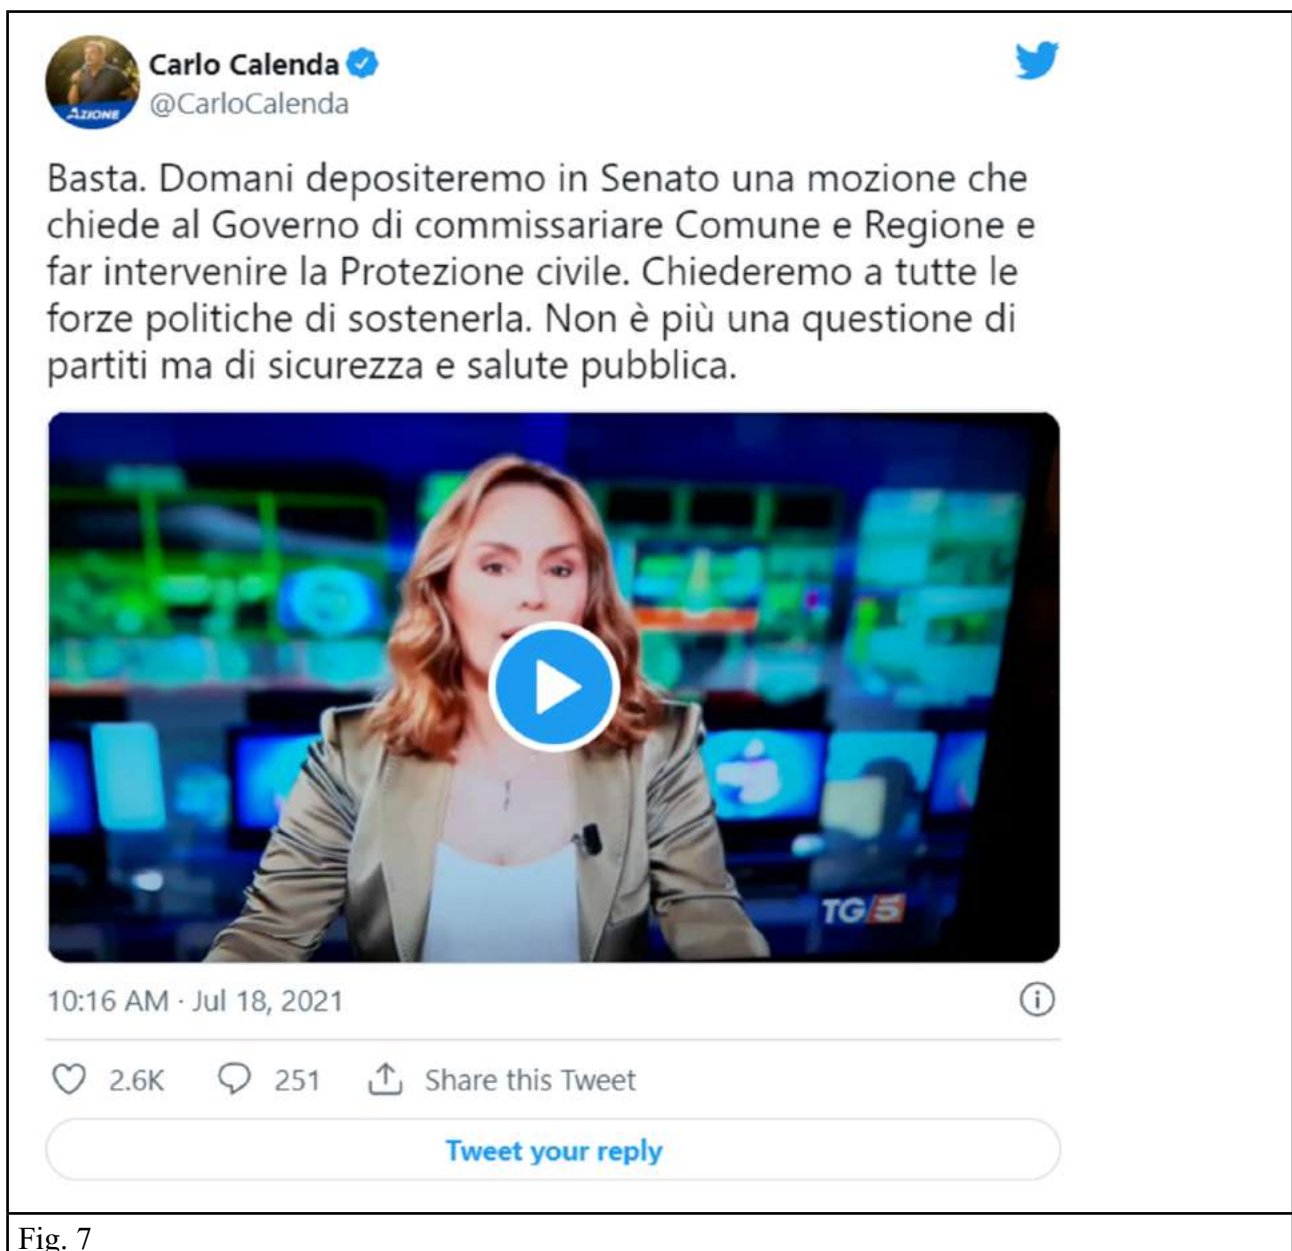 Carlo Calenda
@CarloCalenda
AZIONE
Basta. Domani depositeremo in Senato una mozione che
chiede al Governo di commissariare Comune e Regione e
far intervenire la Protezione civile. Chiederemo a tutte le
forze politiche di sostenerla. Non è più una questione di
partiti ma di sicurezza e salute pubblica.
TG5
10:16 AM · Jul 18, 2021
2.6K 251 Share this Tweet
Tweet your reply
Fig. 7